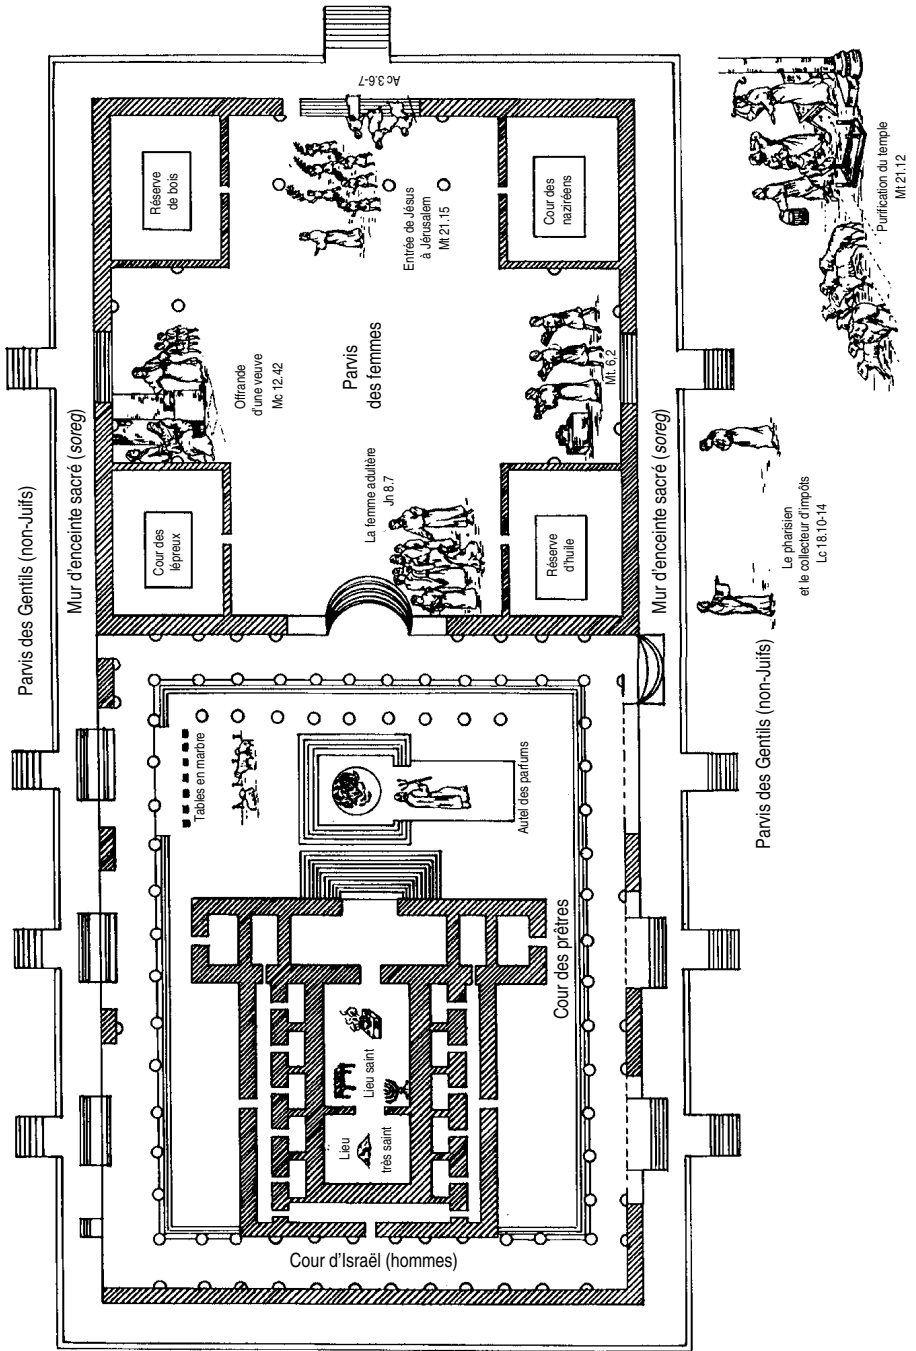 Ac 3.6-7
Réserve
de bois
Cour des
naziréens
Entrée de Jésus
à Jérusalem
Mt 21.15
Purification du temple
Mt 21.12
Parvis des Gentils (non-Juifs)
Mur d'enceinte sacré (soreg)
Offrande
d'une veuve
Mc 12.42
Parvis
des femmes
Mt. 6,2
Cour des
lépreux
La femme adultère
Jn 8.7
Réserve
d'huile
Mur d'enceinte sacré (soreg)
Le pharisien
et le collecteur d'impôts
Lc 18.10-14
Parvis des Gentils (non-Juifs)
Tables en marbre
Autel des parfums
Cour des prêtres
Lieu saint
Lieu
très saint
Cour d'Israël (hommes)